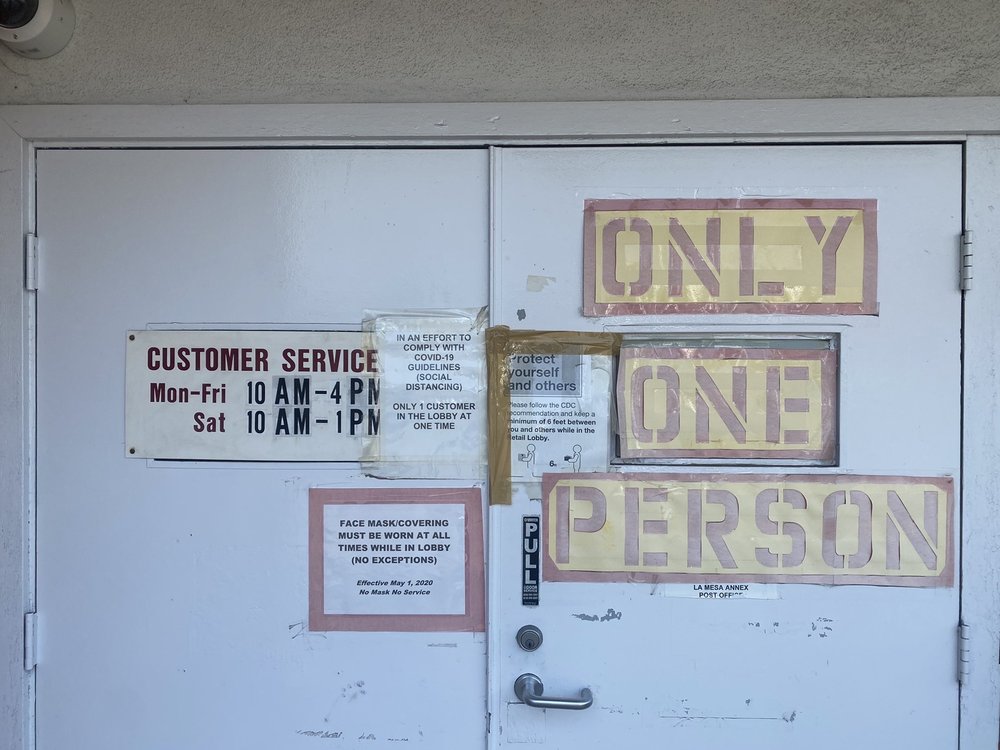 CUSTOMER SERVICE
Mon-Fri 10 AM-4 PM
Sat 10 AM-1 PM
IN AN EFFORT TO
COMPLY WITH
COVID-19
GUIDELINES
(SOCIAL
DISTANCING)
ONLY 1 CUSTOMER
IN THE LOBBY AT
ONE TIME
Protect
yourself
and others
Please follow the CDC
recommendation and keep a
minimum of 6 feet between
you and others while in the
Retail Lobby.
6
ONLY
ONE
PERSON
FACE MASK/COVERING
MUST BE WORN AT ALL
TIMES WHILE IN LOBBY
(NO EXCEPTIONS)
Effective May 1, 2020
No Mask No Service
PULL
LA MESA ANNEX
POST OFFICE